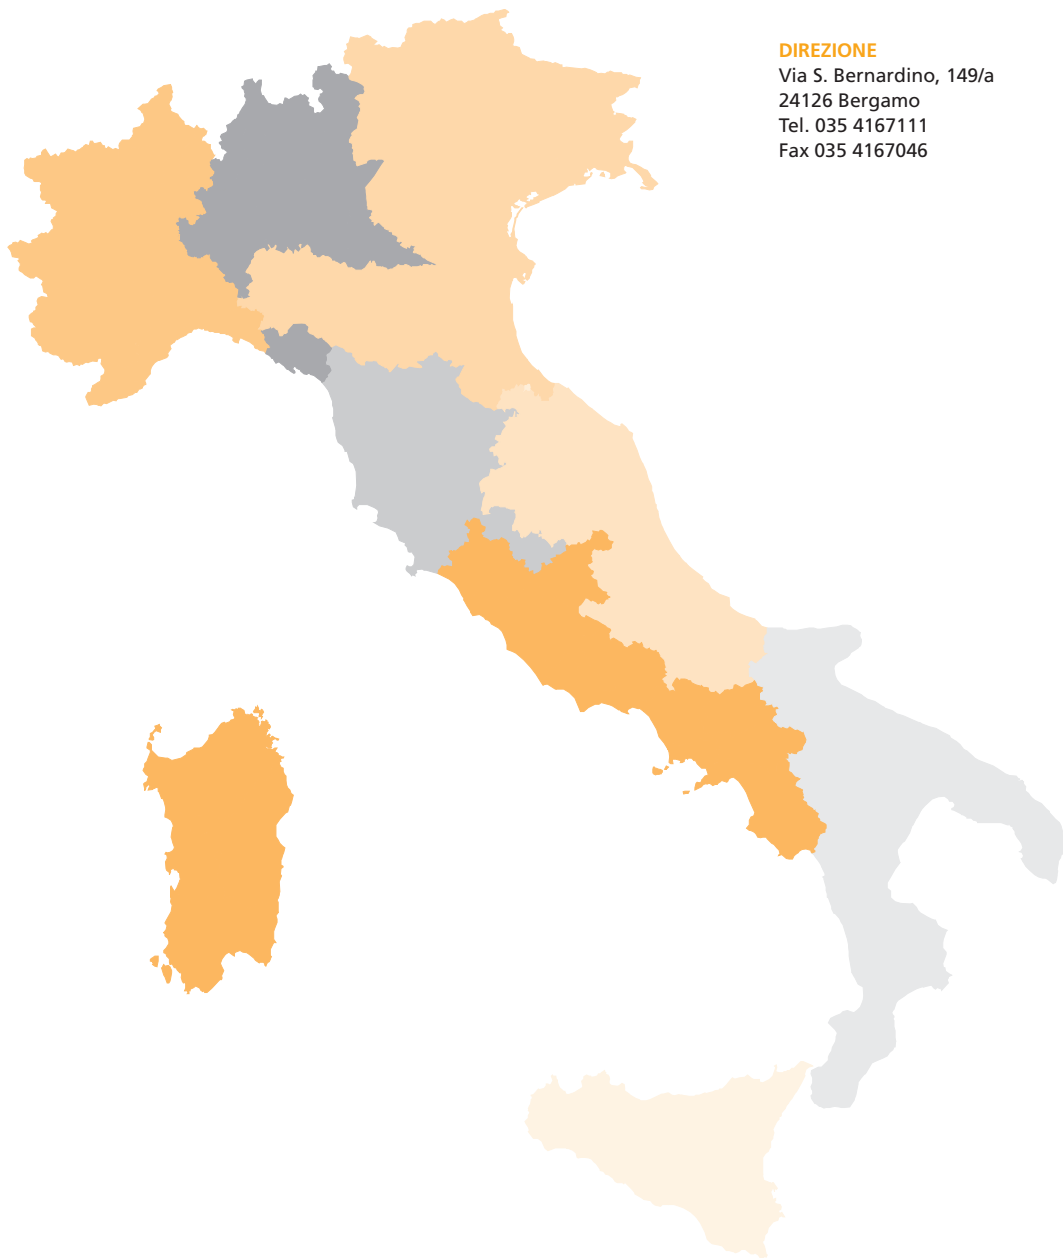 DIREZIONE
Via S. Bernardino, 149/a
24126 Bergamo
Tel. 035 4167111
Fax 035 4167046